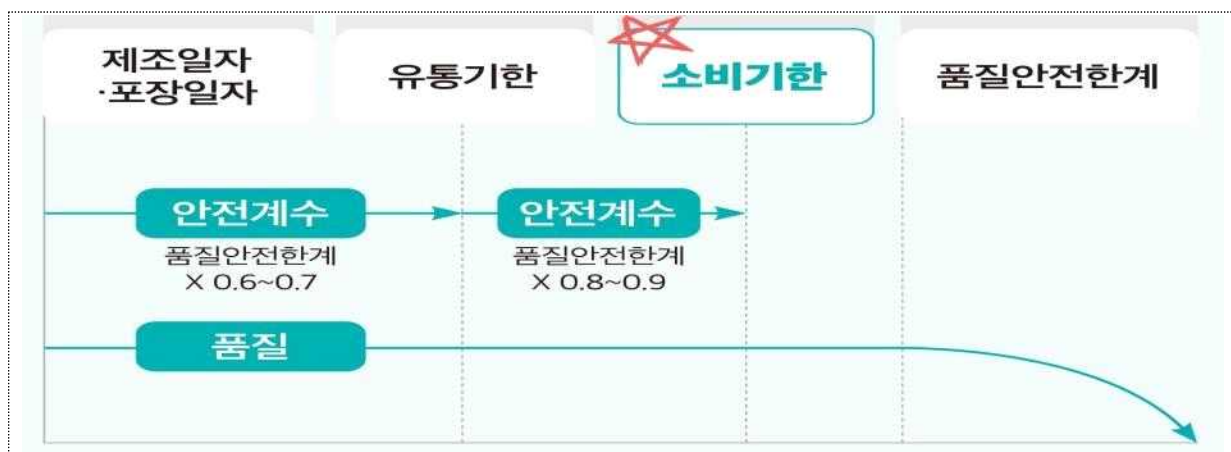 제조일자
·포장일자
유통기한
소비기한
품질안전한계
안전계수
품질안전한계
X 0.6~0.7
안전계수
품질안전한계
X 0.8~0.9
품질